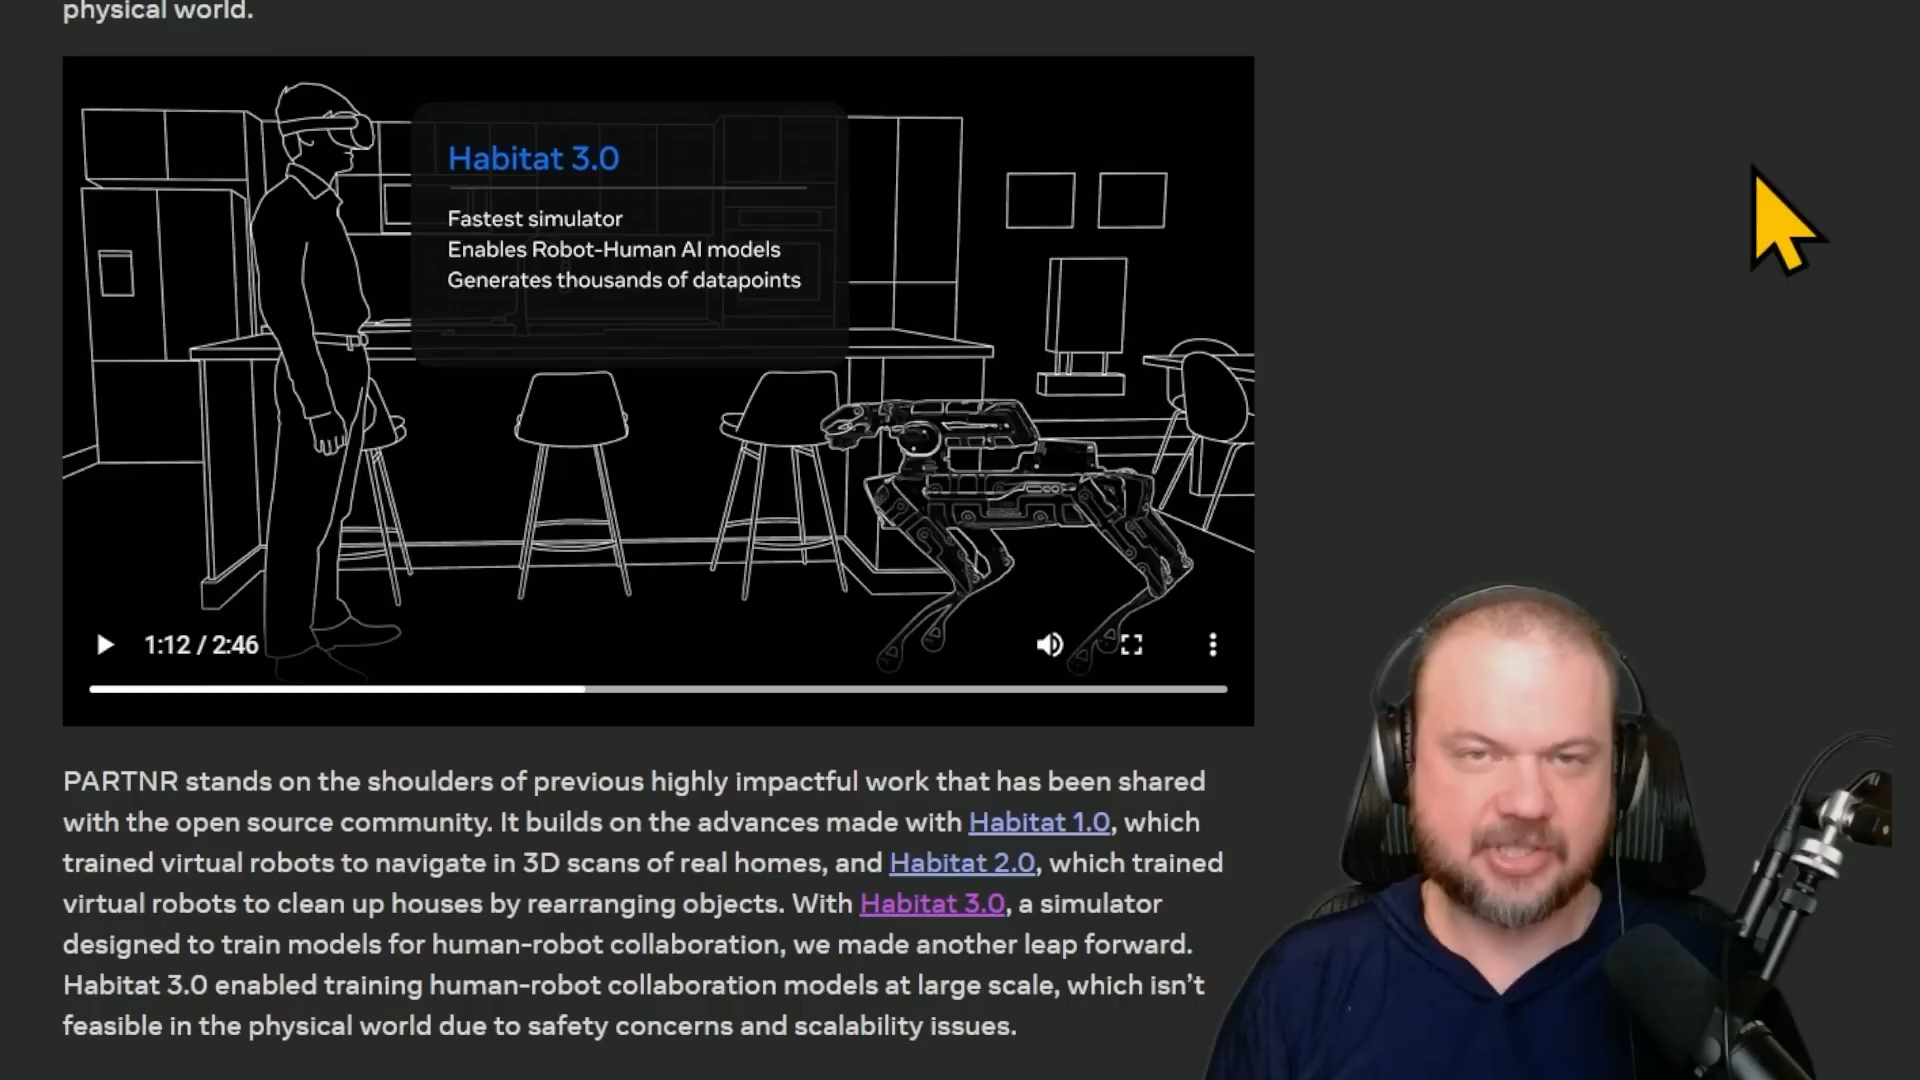 physical world.
Habitat 3.0
Fastest simulator
Enables Robot-Human AI models
Generates thousands of datapoints
1:12 / 2:46
PARTNR stands on the shoulders of previous highly impactful work that has been shared
with the open source community. It builds on the advances made with Habitat 1.0, which
trained virtual robots to navigate in 3D scans of real homes, and Habitat 2.0, which trained
virtual robots to clean up houses by rearranging objects. With Habitat 3.0, a simulator
designed to train models for human-robot collaboration, we made another leap forward.
Habitat 3.0 enabled training human-robot collaboration models at large scale, which isn’t
feasible in the physical world due to safety concerns and scalability issues.